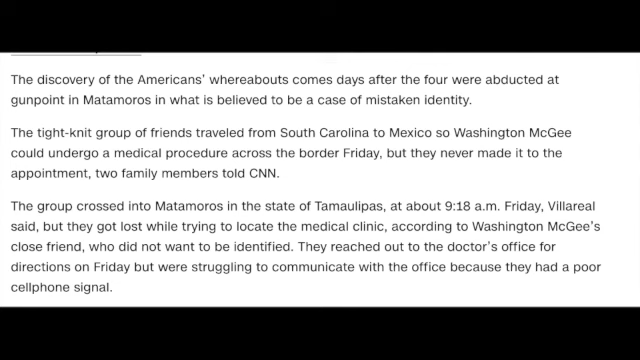 The discovery of the Americans' whereabouts comes days after the four were abducted at
gunpoint in Matamoros in what is believed to be a case of mistaken identity.
The tight-knit group of friends traveled from South Carolina to Mexico so Washington McGee
could undergo a medical procedure across the border Friday, but they never made it to the
appointment, two family members told CNN.
The group crossed into Matamoros in the state of Tamaulipas, at about 9:18 a.m. Friday, Villareal
said, but they got lost while trying to locate the medical clinic, according to Washington McGee's
close friend, who did not want to be identified. They reached out to the doctor's office for
directions on Friday but were struggling to communicate with the office because they had a poor
cellphone signal.